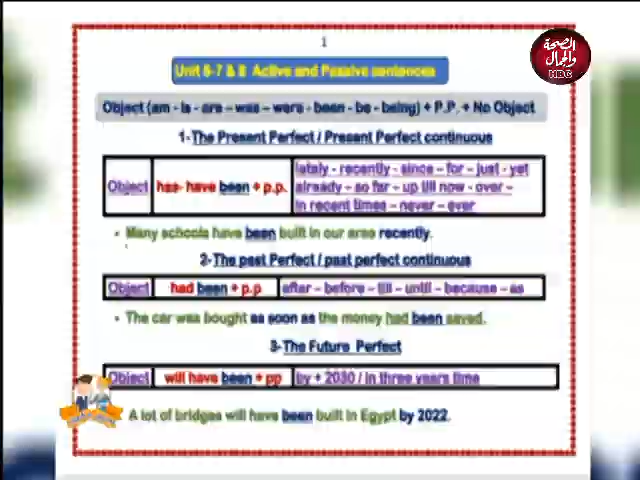 1
الصحة
والجمال
HBC
Unit 6-7 & 8 Active and Passive sentences
Object (am - is - are – was – were - been - be - being) + P.P. + No Object
1-The Present Perfect / Present Perfect continuous
Object has- have been + p.p. lately - recently - since – for – just - yet
already – so far – up till now - over –
in recent times – never – ever
Many schools have been built in our area recently.
2-The past Perfect / past perfect continuous
Object had been + p.p after – before – till – until – because – as
The car was bought as soon as the money had been saved.
3-The Future Perfect
Object will have been + pp by + 2030 / in three years time
A lot of bridges will have been built in Egypt by 2022.